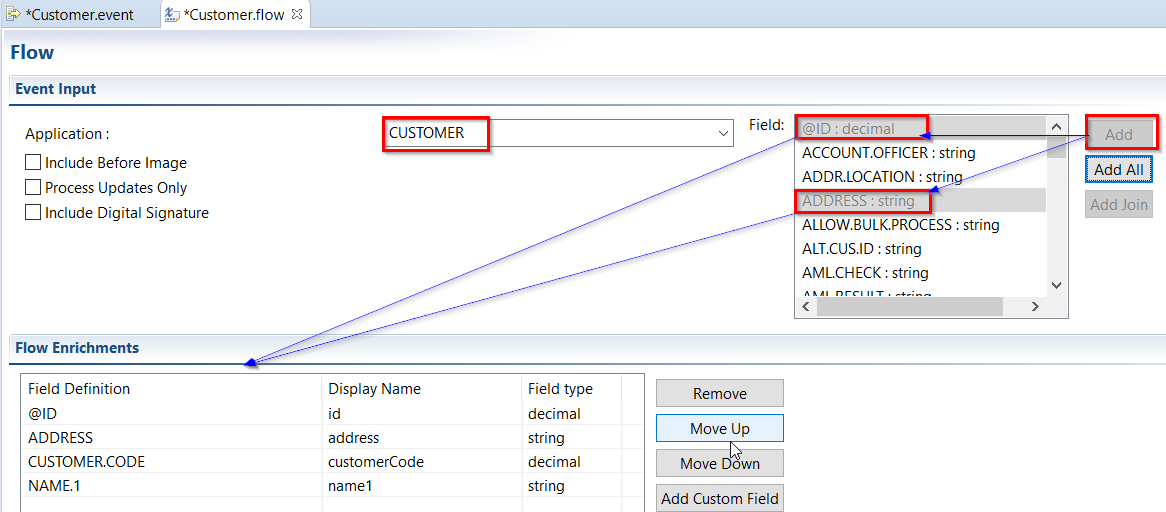 *Customer.event
*Customer.flow
Flow
Event Input
Application :
CUSTOMER
Include Before Image
Process Updates Only
Include Digital Signature
Field:
@ID : decimal
ACCOUNT.OFFICER : string
ADDR.LOCATION : string
ADDRESS : string
ALLOW.BULK.PROCESS : string
ALT.CUS.ID : string
AML.CHECK : string
AML.RESULT : string
Add
Add All
Add Join
Flow Enrichments
Field Definition Display Name Field type
@ID id decimal
ADDRESS address string
CUSTOMER.CODE customerCode decimal
NAME.1 name1 string
Remove
Move Up
Move Down
Add Custom Field